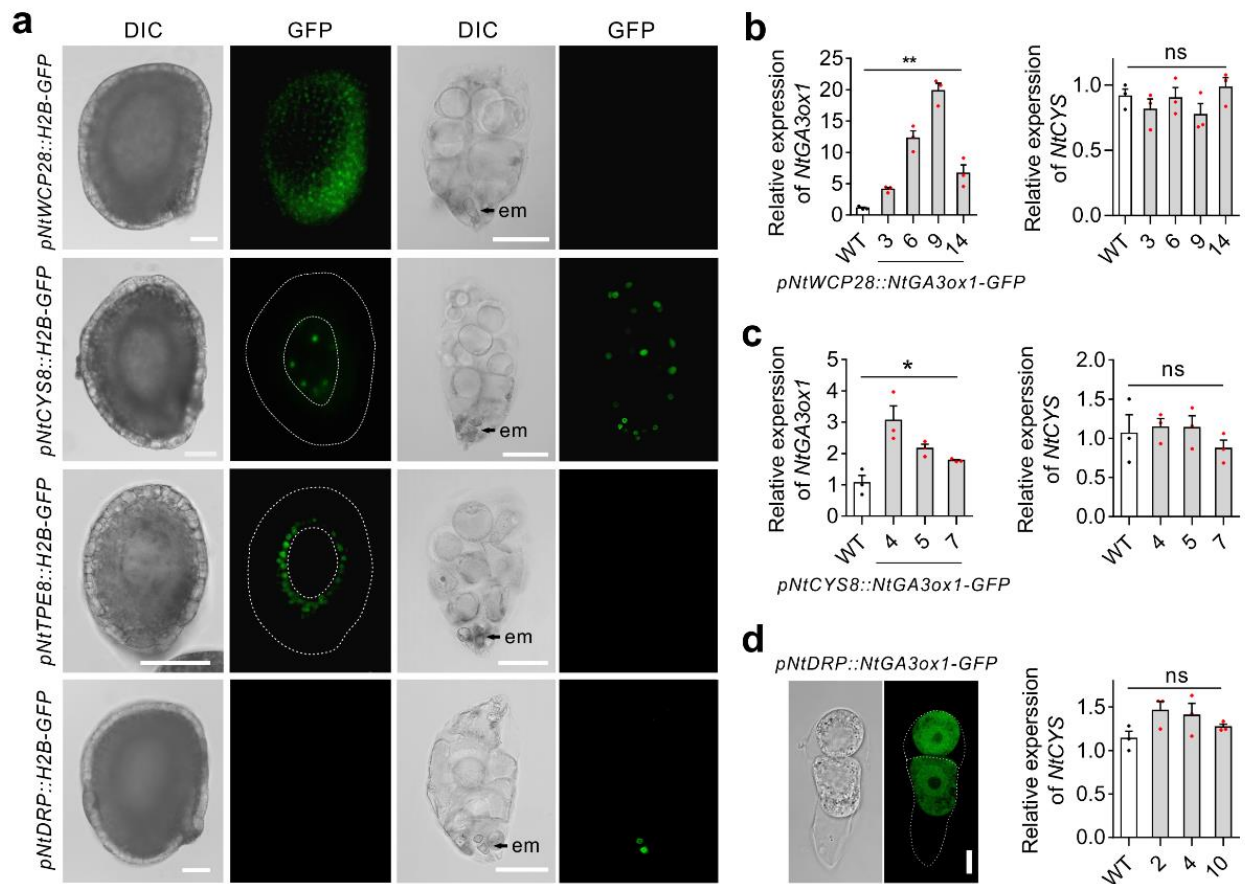 a
DIC GFP DIC GFP
pNtWCP28::H2B-GFP
em
pNtCYS8::H2B-GFP
em
pNtTPE8::H2B-GFP
em
pNtDRP::H2B-GFP
em
b
Relative expression
of NtGA3ox1
25
20
15
10
5
0
**
WT 3 6 9 14
pNtWCP28::NtGA3ox1-GFP
Relative experssion
of NtCYS
1.0
0.5
0.0
ns
WT 3 6 9 14
c
Relative expression
of NtGA3ox1
5
4
3
2
1
0
*
WT 4 5 7
pNtCYS8::NtGA3ox1-GFP
Relative experssion
of NtCYS
2.0
1.5
1.0
0.5
0.0
ns
WT 4 5 7
d
pNtDRP::NtGA3ox1-GFP
Relative experssion
of NtCYS
1.5
1.0
0.5
0.0
ns
WT 2 4 10